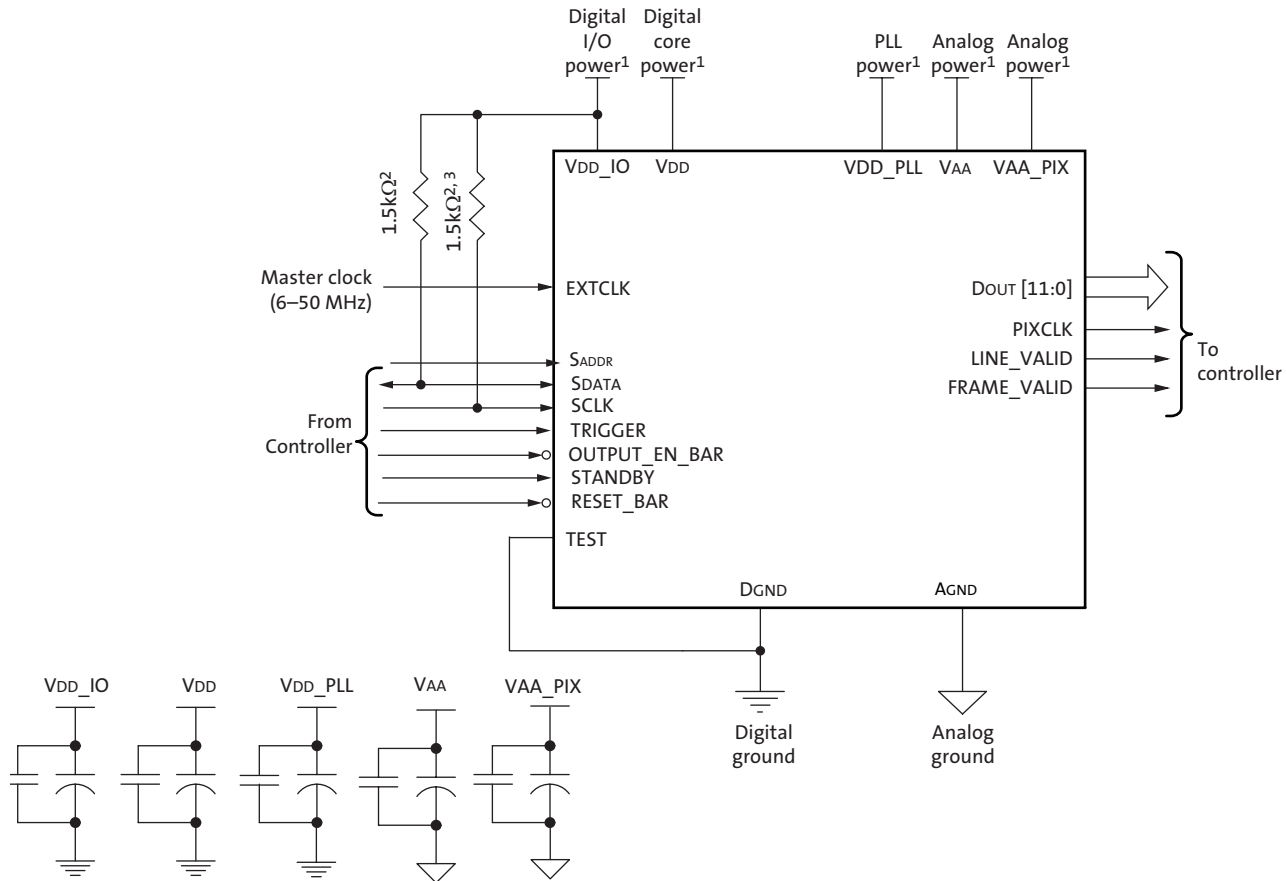 Digital
I/O
power1
Digital
core
power1
PLL
power1
Analog
power1
Analog
power1
VDD_IO
VDD
VDD_PLL
VAA
VAA_PIX
1.5kΩ2
1.5kΩ2, 3
Master clock
(6–50 MHz)
EXTCLK
DOUT [11:0]
PIXCLK
LINE_VALID
FRAME_VALID
To
controller
SADDR
SDATA
SCLK
TRIGGER
OUTPUT_EN_BAR
STANDBY
RESET_BAR
From
Controller
TEST
DGND
AGND
Digital
ground
Analog
ground
VDD_IO
VDD
VDD_PLL
VAA
VAA_PIX